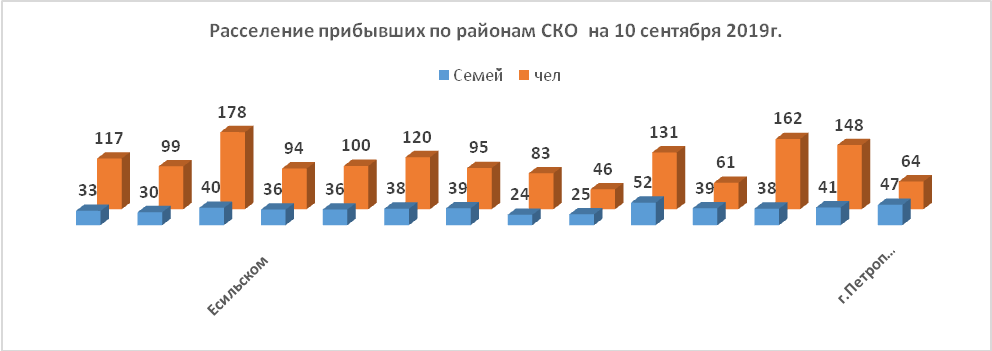 Расселение прибывших по районам СКО на 10 сентября 2019г.
Семей чел
117 99 178 94 100 120 95 83 46 131 61 162 148 64
33 30 40 36 36 38 39 24 25 52 39 38 41 47
Есильском г.Петроп...